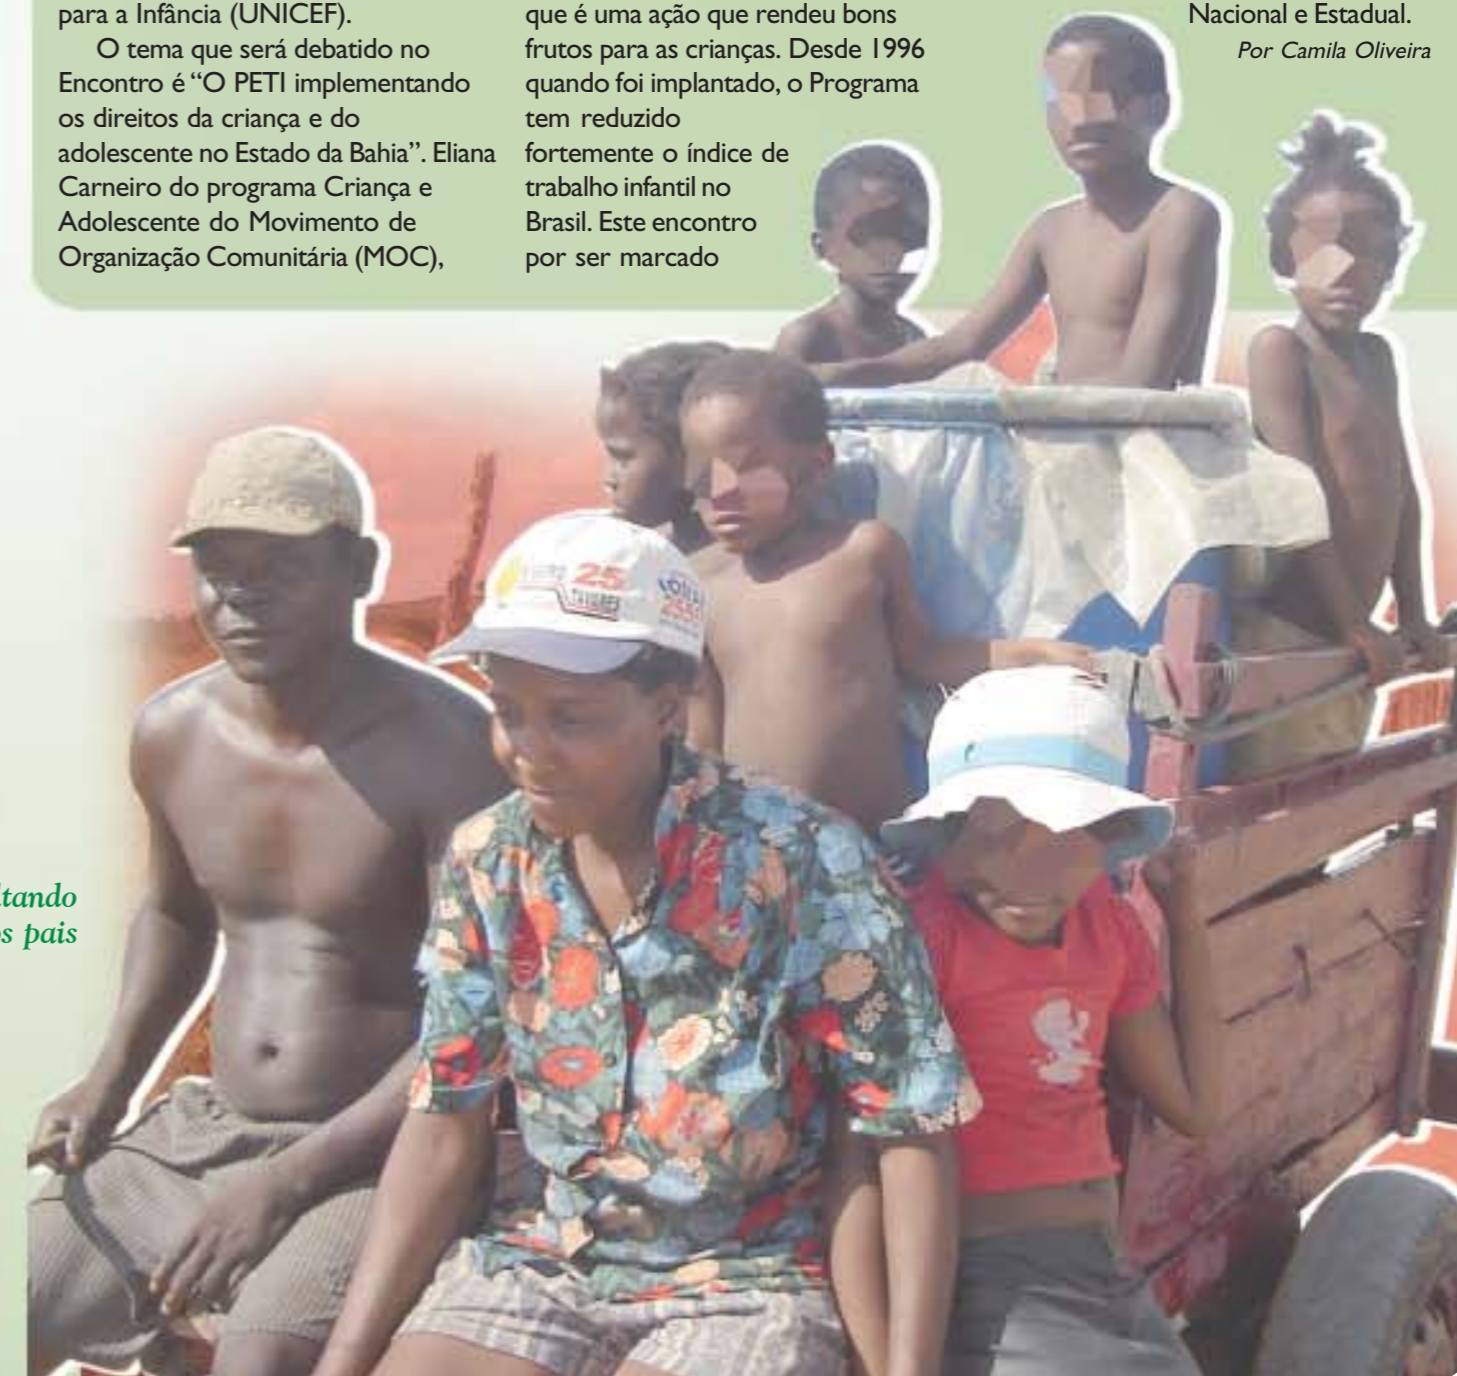 para a Infância (UNICEF).
O tema que será debatido no
Encontro é “O PETI implementando
os direitos da criança e do
adolescente no Estado da Bahia”. Eliana
Carneiro do programa Criança e
Adolescente do Movimento de
Organização Comunitária (MOC),
que é uma ação que rendeu bons
frutos para as crianças. Desde 1996
quando foi implantado, o Programa
tem reduzido
fortemente o índice de
trabalho infantil no
Brasil. Este encontro
por ser marcado
Nacional e Estadual.
Por Camila Oliveira
25
TAVARES
pais